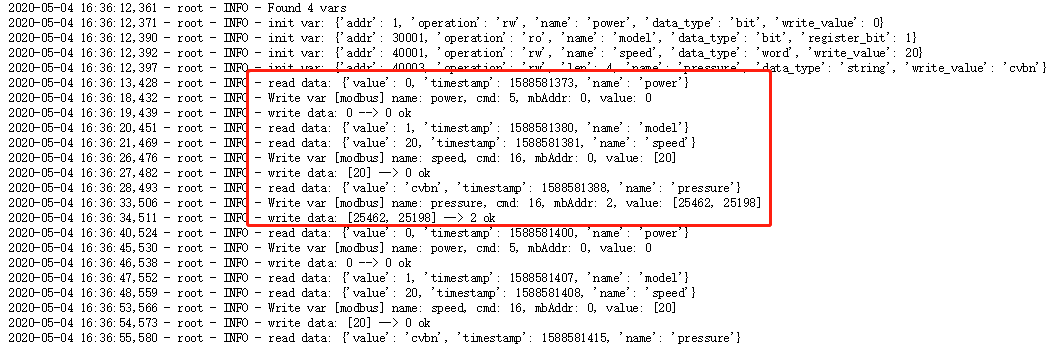 2020-05-04 16:36:12,361 - root - INFO - Found 4 vars
2020-05-04 16:36:12,371 - root - INFO - init var: {'addr': 1, 'operation': 'rw', 'name': 'power', 'data_type': 'bit', 'write_value': 0}
2020-05-04 16:36:12,390 - root - INFO - init var: {'addr': 30001, 'operation': 'ro', 'name': 'model', 'data_type': 'bit', 'register_bit': 1}
2020-05-04 16:36:12,392 - root - INFO - init var: {'addr': 40001, 'operation': 'rw', 'name': 'speed', 'data_type': 'word', 'write_value': 20}
2020-05-04 16:36:12,397 - root - INFO - init var: {'addr': 40003, 'operation': 'rw', 'len': 4, 'name': 'pressure', 'data_type': 'string', 'write_value': 'cvbn'}
2020-05-04 16:36:13,428 - root - INFO - read data: {'value': 0, 'timestamp': 1588581373, 'name': 'power'}
2020-05-04 16:36:18,432 - root - INFO - Write var [modbus] name: power, cmd: 5, mbAddr: 0, value: 0
2020-05-04 16:36:19,439 - root - INFO - write data: 0 --> 0 ok
2020-05-04 16:36:20,451 - root - INFO - read data: {'value': 1, 'timestamp': 1588581380, 'name': 'model'}
2020-05-04 16:36:21,469 - root - INFO - read data: {'value': 20, 'timestamp': 1588581381, 'name': 'speed'}
2020-05-04 16:36:26,476 - root - INFO - Write var [modbus] name: speed, cmd: 16, mbAddr: 0, value: [20]
2020-05-04 16:36:27,482 - root - INFO - write data: [20] --> 0 ok
2020-05-04 16:36:28,493 - root - INFO - read data: {'value': 'cvbn', 'timestamp': 1588581388, 'name': 'pressure'}
2020-05-04 16:36:33,506 - root - INFO - Write var [modbus] name: pressure, cmd: 16, mbAddr: 2, value: [25462, 25198]
2020-05-04 16:36:34,511 - root - INFO - write data: [25462, 25198] --> 2 ok
2020-05-04 16:36:40,524 - root - INFO - read data: {'value': 0, 'timestamp': 1588581400, 'name': 'power'}
2020-05-04 16:36:45,530 - root - INFO - Write var [modbus] name: power, cmd: 5, mbAddr: 0, value: 0
2020-05-04 16:36:46,538 - root - INFO - write data: 0 --> 0 ok
2020-05-04 16:36:47,552 - root - INFO - read data: {'value': 1, 'timestamp': 1588581407, 'name': 'model'}
2020-05-04 16:36:48,559 - root - INFO - read data: {'value': 20, 'timestamp': 1588581408, 'name': 'speed'}
2020-05-04 16:36:53,566 - root - INFO - Write var [modbus] name: speed, cmd: 16, mbAddr: 0, value: [20]
2020-05-04 16:36:54,573 - root - INFO - write data: [20] --> 0 ok
2020-05-04 16:36:55,580 - root - INFO - read data: {'value': 'cvbn', 'timestamp': 1588581415, 'name': 'pressure'}